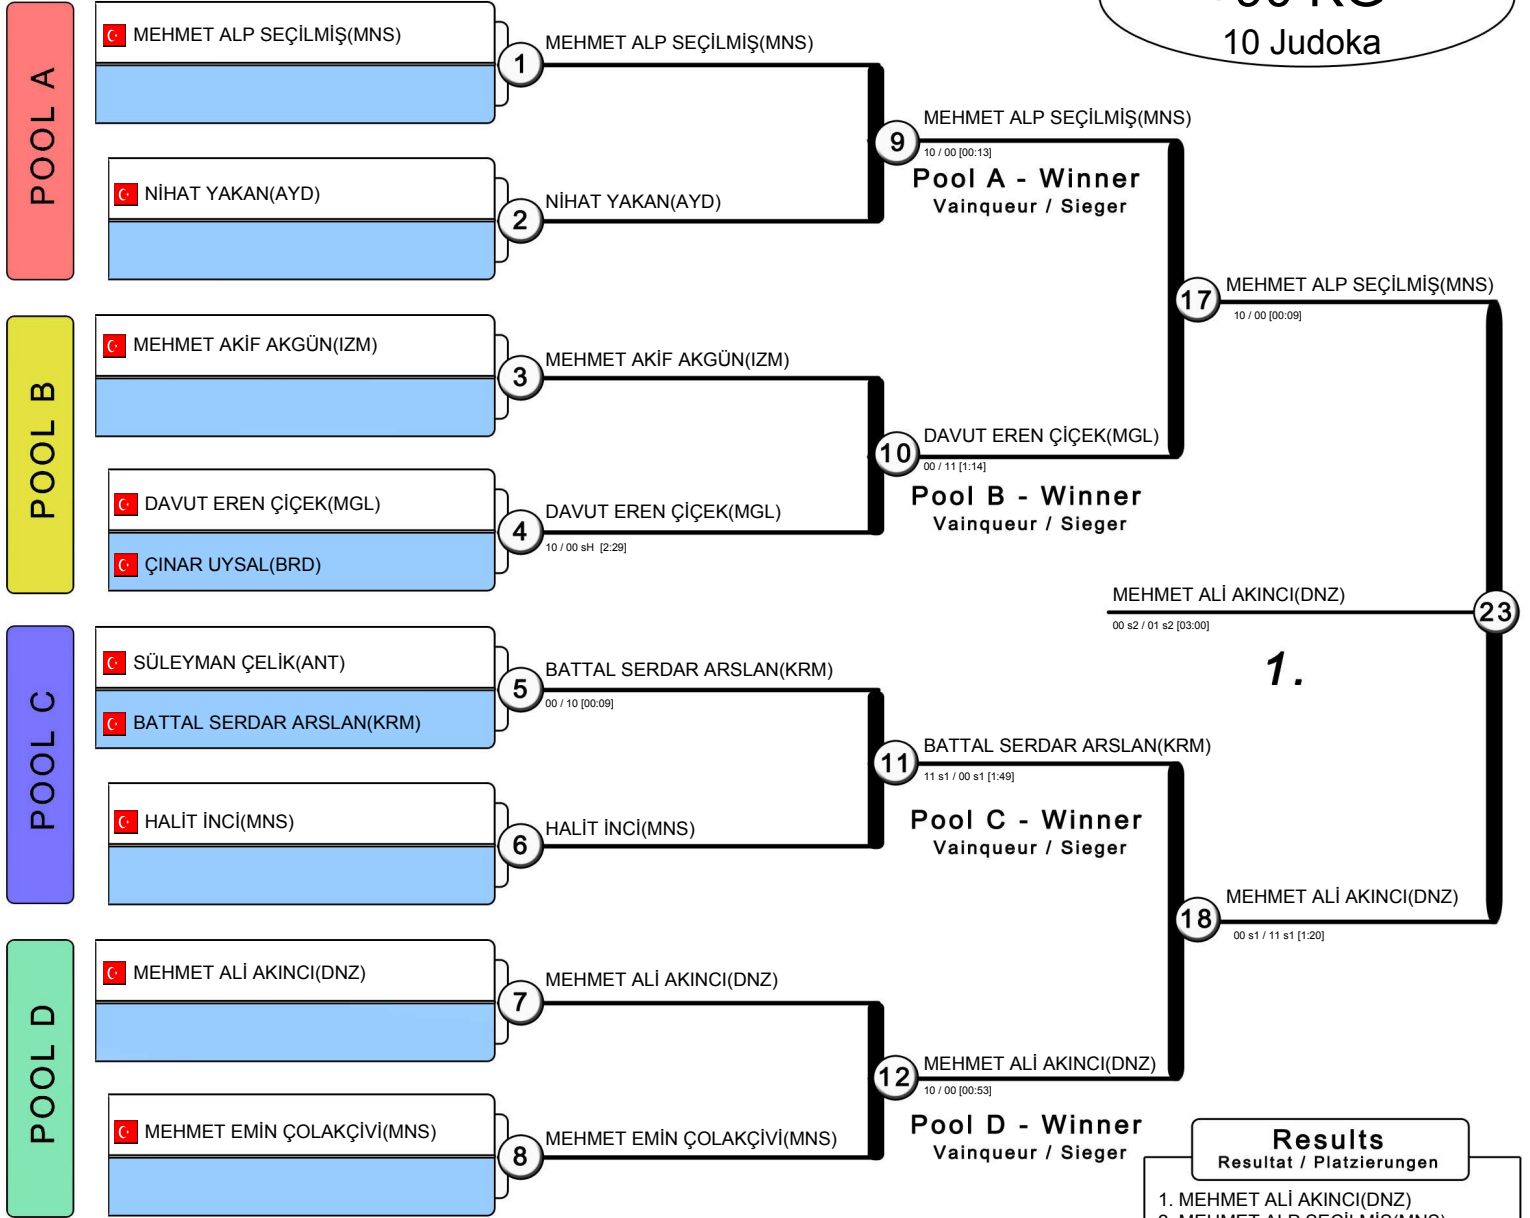 10 Judoka
POOL A
MEHMET ALP SEÇİLMİŞ(MNS)
1
MEHMET ALP SEÇİLMİŞ(MNS)
NİHAT YAKAN(AYD)
2
NİHAT YAKAN(AYD)
9
MEHMET ALP SEÇİLMİŞ(MNS)
10 / 00 [00:13]
Pool A - Winner
Vainqueur / Sieger
POOL B
MEHMET AKİF AKGÜN(IZM)
3
MEHMET AKİF AKGÜN(IZM)
DAVUT EREN ÇİÇEK(MGL)
ÇINAR UYSAL(BRD)
4
DAVUT EREN ÇİÇEK(MGL)
10 / 00 sH [2:29]
10
DAVUT EREN ÇİÇEK(MGL)
00 / 11 [1:14]
Pool B - Winner
Vainqueur / Sieger
17
MEHMET ALP SEÇİLMİŞ(MNS)
10 / 00 [00:09]
POOL C
SÜLEYMAN ÇELİK(ANT)
BATTAL SERDAR ARSLAN(KRM)
5
BATTAL SERDAR ARSLAN(KRM)
00 / 10 [00:09]
HALİT İNCİ(MNS)
6
HALİT İNCİ(MNS)
11
BATTAL SERDAR ARSLAN(KRM)
11 s1 / 00 s1 [1:49]
Pool C - Winner
Vainqueur / Sieger
POOL D
MEHMET ALİ AKINCI(DNZ)
7
MEHMET ALİ AKINCI(DNZ)
MEHMET EMİN ÇOLAKÇİVİ(MNS)
8
MEHMET EMİN ÇOLAKÇİVİ(MNS)
12
MEHMET ALİ AKINCI(DNZ)
10 / 00 [00:53]
Pool D - Winner
Vainqueur / Sieger
18
MEHMET ALİ AKINCI(DNZ)
00 s1 / 11 s1 [1:20]
MEHMET ALİ AKINCI(DNZ)
23
00 s2 / 01 s2 [03:00]
1.
Results
Resultat / Platzierungen
1. MEHMET ALİ AKINCI(DNZ)
2. MEHMET ALP SEÇİLMİŞ(MNS)